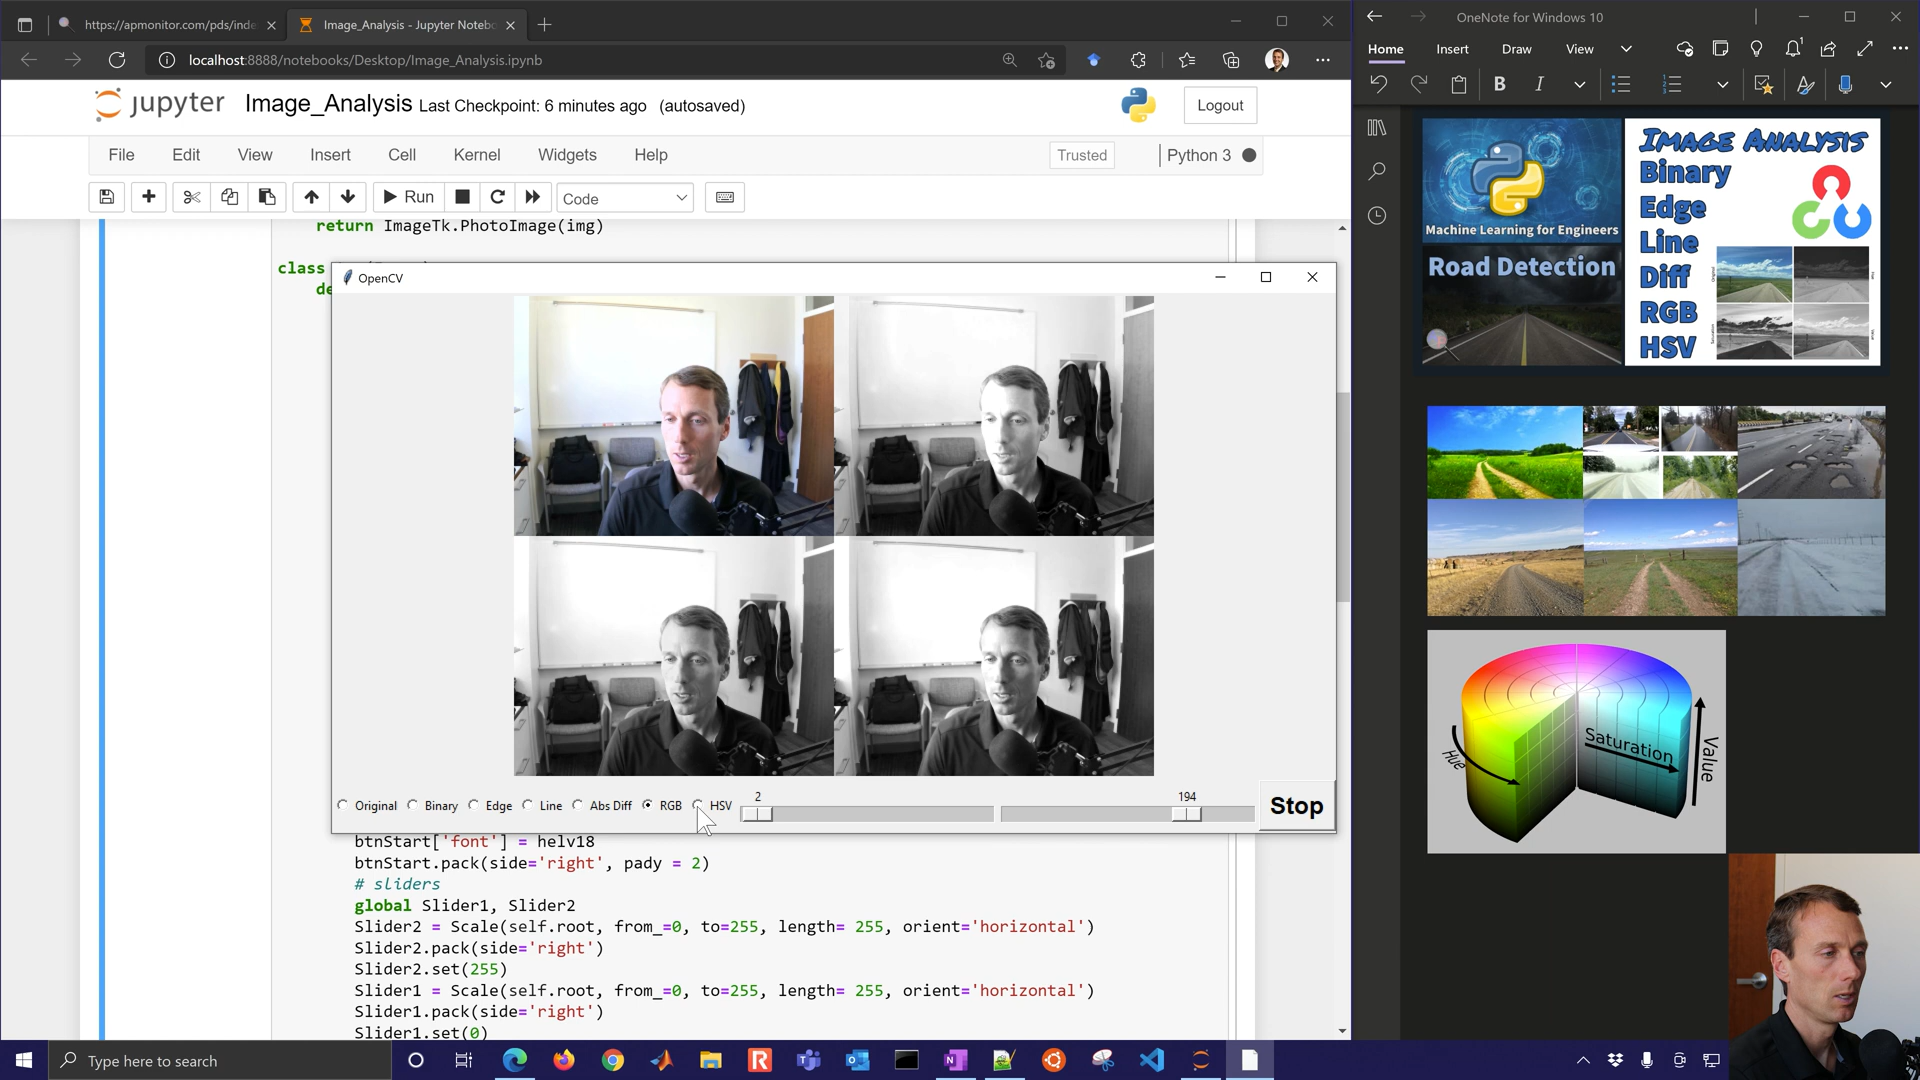 https://apmonitor.com/pds/inde
Image_Analysis - Jupyter Notebo
localhost:8888/notebooks/Desktop/Image_Analysis.ipynb
jupyter Image_Analysis Last Checkpoint: 6 minutes ago (autosaved)
Logout
File Edit View Insert Cell Kernel Widgets Help
Trusted
Python 3
Run
Code
return ImageTk.PhotoImage(img)
class
de
OpenCV
Original Binary Edge Line Abs Diff RGB HSV
2
194
Stop
btnStart['font'] = helv18
btnStart.pack(side='right', pady = 2)
# sliders
global Slider1, Slider2
Slider2 = Scale(self.root, from_=0, to=255, length= 255, orient='horizontal')
Slider2.pack(side='right')
Slider2.set(255)
Slider1 = Scale(self.root, from_=0, to=255, length= 255, orient='horizontal')
Slider1.pack(side='right')
Slider1.set(0)
Type here to search
OneNote for Windows 10
Home Insert Draw View
B I
Machine Learning for Engineers
Road Detection
IMAGE ANALYSIS
Binary
Edge
Line
Diff
RGB
HSV
Hue
Saturation
Value